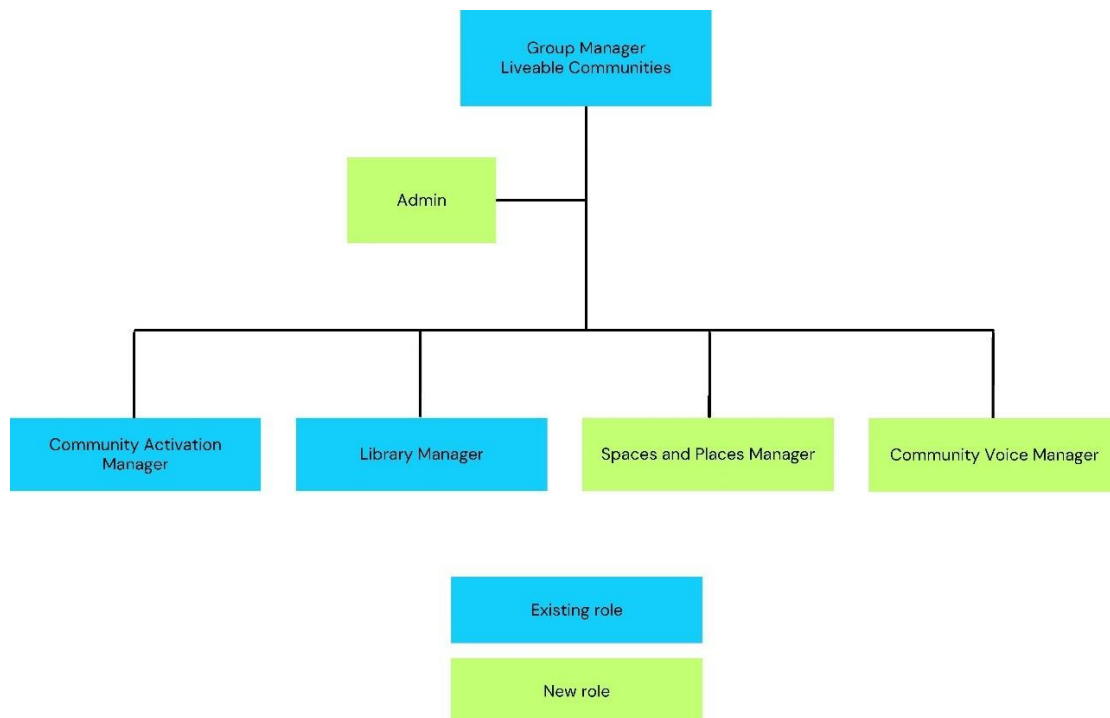 Group Manager
Liveable Communities
Admin
Community Activation
Manager
Library Manager
Spaces and Places Manager
Community Voice Manager
Existing role
New role